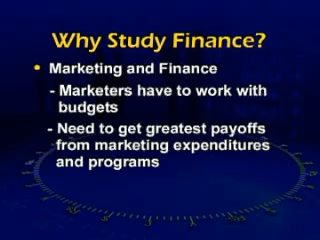 Why Study Finance?
• Marketing and Finance
- Marketers have to work with
budgets
- Need to get greatest payoffs
from marketing expenditures
and programs